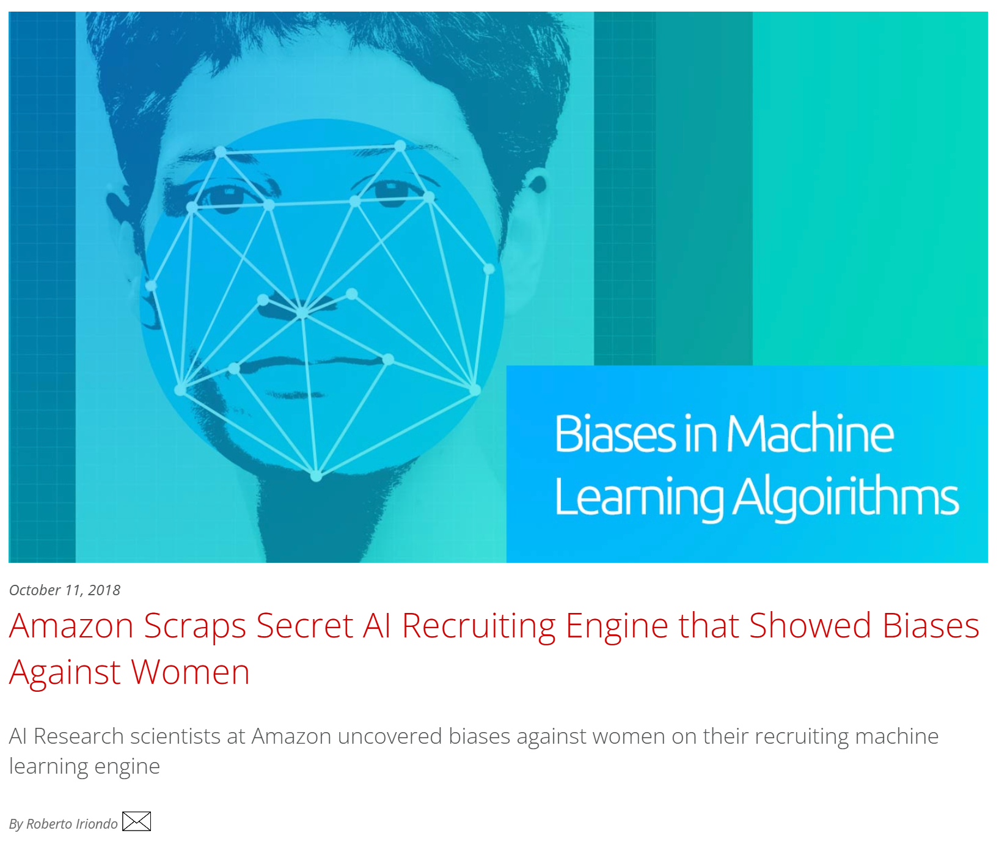 Biases in Machine
Learning Algoirithms
October 11, 2018
Amazon Scraps Secret AI Recruiting Engine that Showed Biases
Against Women
AI Research scientists at Amazon uncovered biases against women on their recruiting machine
learning engine
By Roberto Iriondo